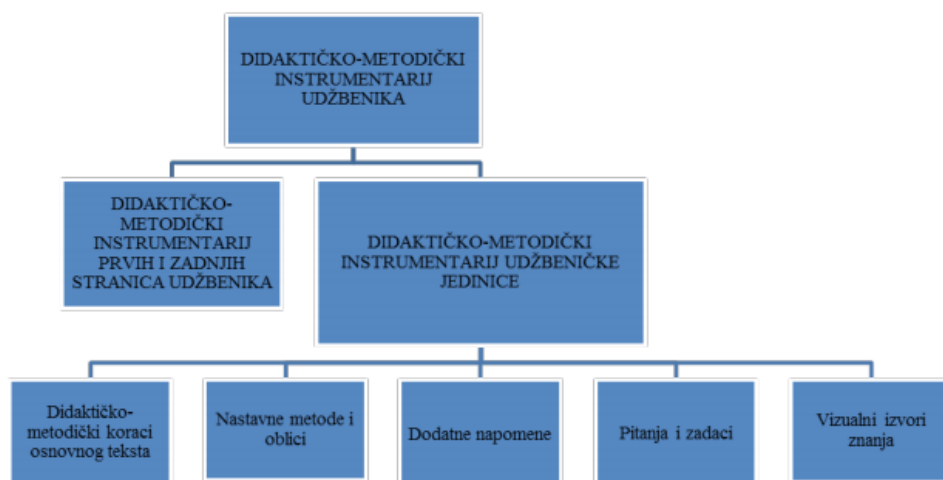 DIDAKTIČKO-METODIČKI
INSTRUMENTARIJ
UDŽBENIKA
DIDAKTIČKO-
METODIČKI
INSTRUMENTARIJ
PRVIH I ZADNJIH
STRANICA UDŽBENIKA
DIDAKTIČKO-METODIČKI
INSTRUMENTARIJ UDŽBENIČKE
JEDINICE
Didaktičko-
metodički koraci
osnovnog teksta
Nastavne metode i
oblici
Dodatne napomene
Pitanja i zadaci
Vizualni izvori
znanja